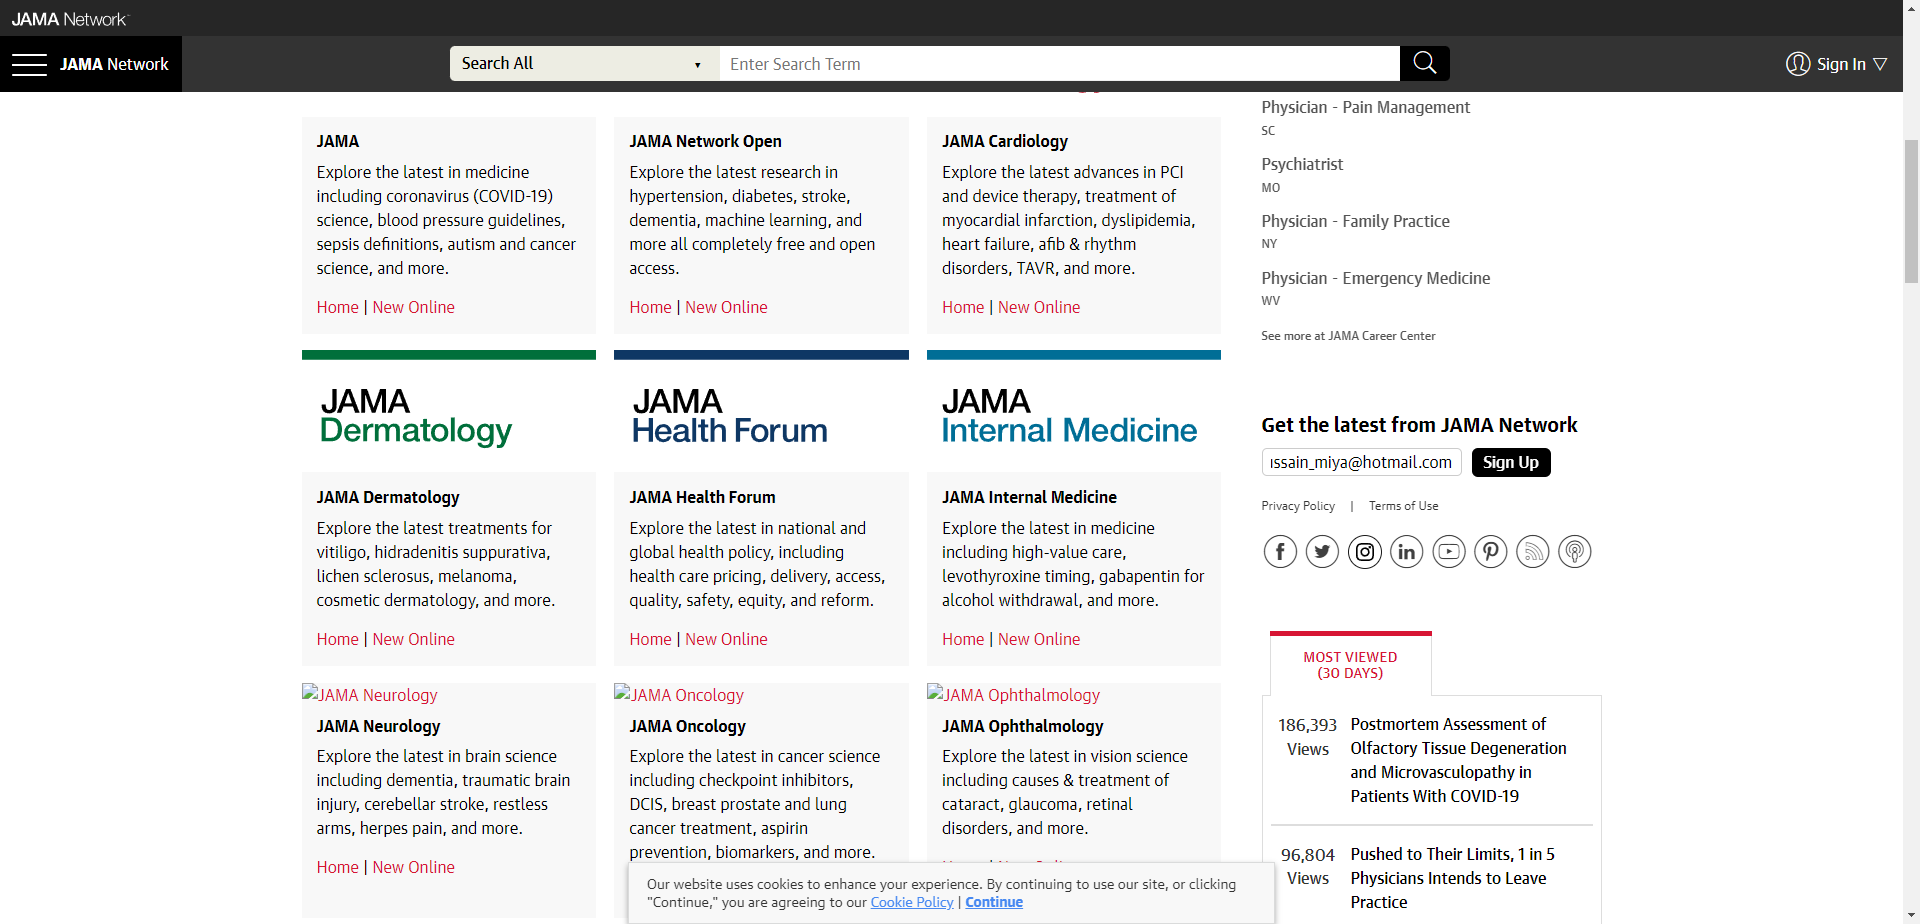 JAMA Network
JAMA Network
Search All
Enter Search Term
Sign In
JAMA
Explore the latest in medicine
including coronavirus (COVID-19)
science, blood pressure guidelines,
sepsis definitions, autism and cancer
science, and more.
Home | New Online
JAMA Network Open
Explore the latest research in
hypertension, diabetes, stroke,
dementia, machine learning, and
more all completely free and open
access.
Home | New Online
JAMA Cardiology
Explore the latest advances in PCI
and device therapy, treatment of
myocardial infarction, dyslipidemia,
heart failure, afib & rhythm
disorders, TAVR, and more.
Home | New Online
JAMA
Dermatology
JAMA Dermatology
Explore the latest treatments for
vitiligo, hidradenitis suppurativa,
lichen sclerosus, melanoma,
cosmetic dermatology, and more.
Home | New Online
JAMA
Health Forum
JAMA Health Forum
Explore the latest in national and
global health policy, including
health care pricing, delivery, access,
quality, safety, equity, and reform.
Home | New Online
JAMA
Internal Medicine
JAMA Internal Medicine
Explore the latest in medicine
including high-value care,
levothyroxine timing, gabapentin for
alcohol withdrawal, and more.
Home | New Online
JAMA Neurology
JAMA Neurology
Explore the latest in brain science
including dementia, traumatic brain
injury, cerebellar stroke, restless
arms, herpes pain, and more.
Home | New Online
JAMA Oncology
JAMA Oncology
Explore the latest in cancer science
including checkpoint inhibitors,
DCIS, breast prostate and lung
cancer treatment, aspirin
prevention, biomarkers, and more.
JAMA Ophthalmology
JAMA Ophthalmology
Explore the latest in vision science
including causes & treatment of
cataract, glaucoma, retinal
disorders, and more.
Physician - Pain Management
SC
Psychiatrist
MO
Physician - Family Practice
NY
Physician - Emergency Medicine
WV
See more at JAMA Career Center
Get the latest from JAMA Network
ussain_miya@hotmail.com
Sign Up
Privacy Policy | Terms of Use
MOST VIEWED
(30 DAYS)
186,393
Views
Postmortem Assessment of
Olfactory Tissue Degeneration
and Microvasculopathy in
Patients With COVID-19
96,804
Views
Pushed to Their Limits, 1 in 5
Physicians Intends to Leave
Practice
Our website uses cookies to enhance your experience. By continuing to use our site, or clicking
"Continue," you are agreeing to our Cookie Policy | Continue